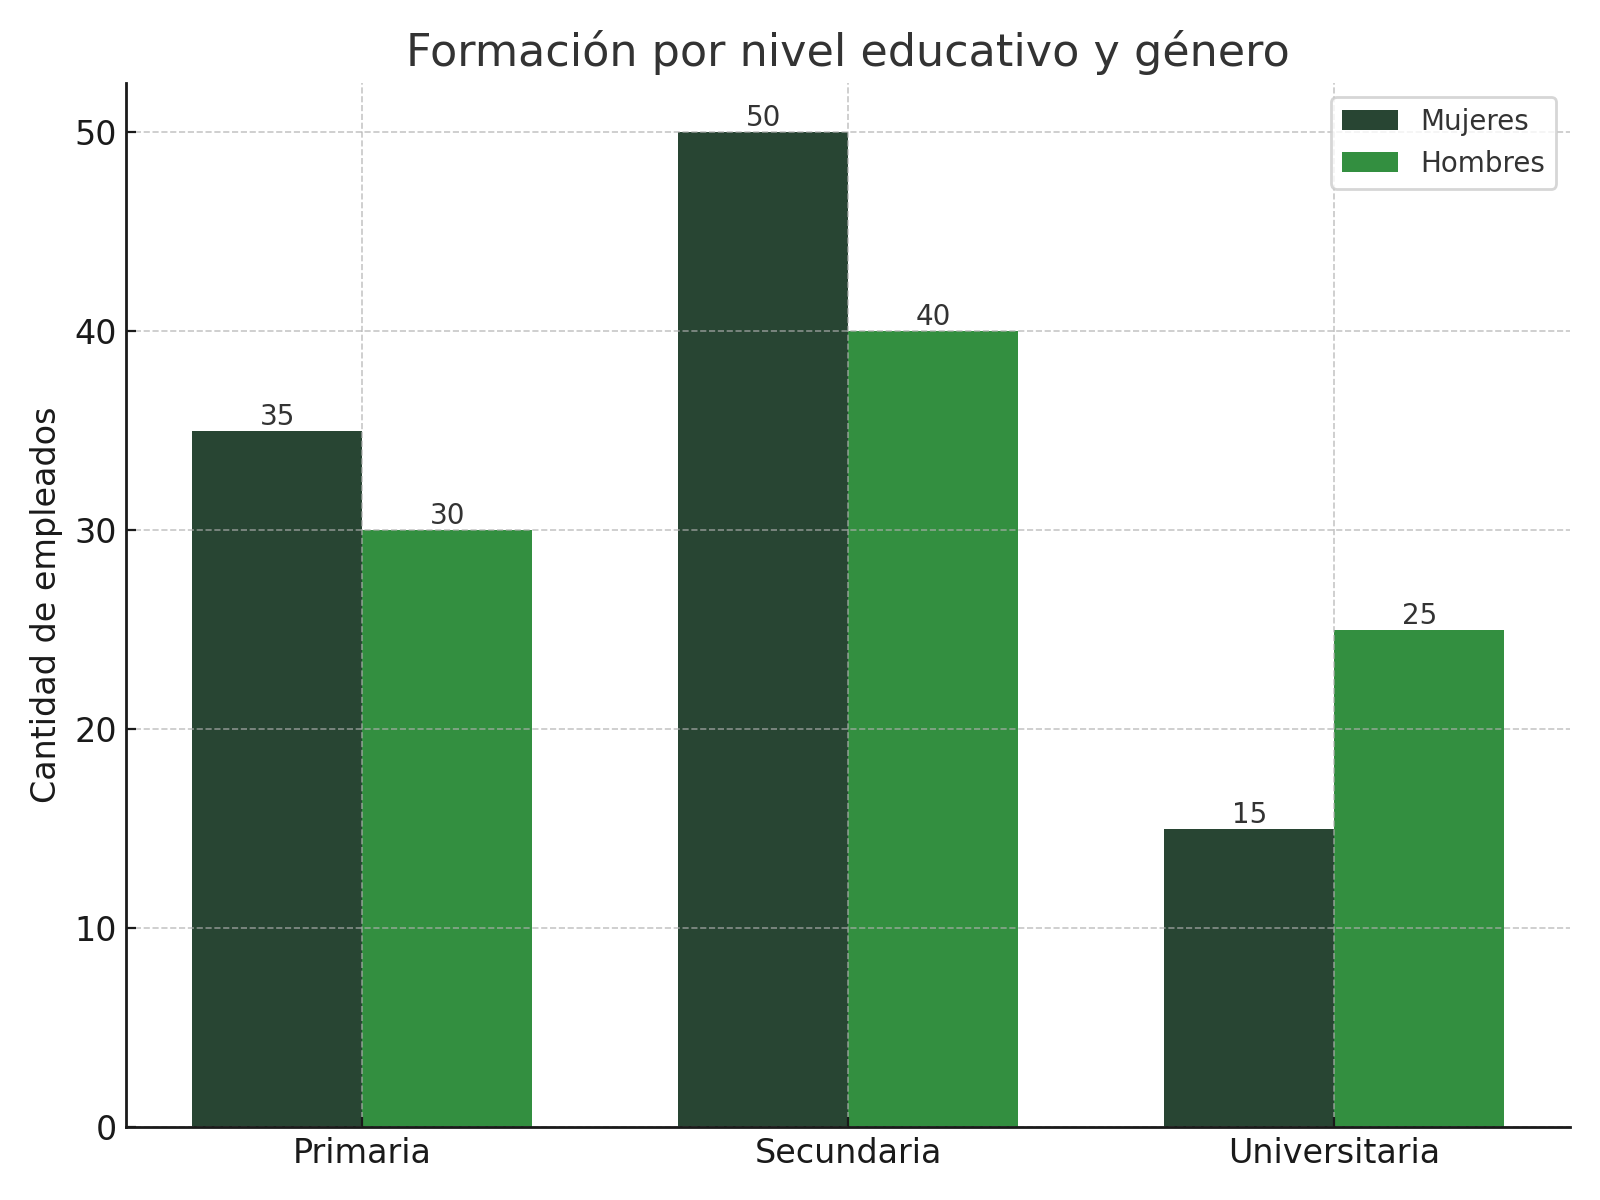 Formación por nivel educativo y género
Mujeres
Hombres
Cantidad de empleados
50
40
30
20
10
0
35
30
50
40
15
25
Primaria
Secundaria
Universitaria